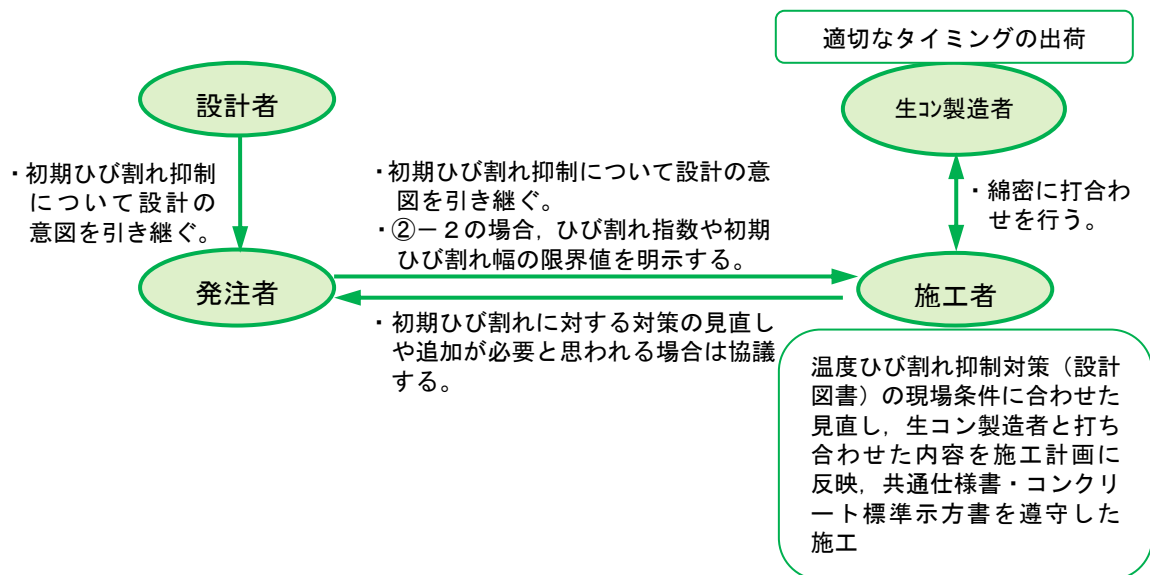 適切なタイミングの出荷
設計者
生コン製造者
・初期ひび割れ抑制
について設計の
意図を引き継ぐ。
・初期ひび割れ抑制について設計の意
図を引き継ぐ。
・②－２の場合，ひび割れ指数や初期
ひび割れ幅の限界値を明示する。
・綿密に打合わ
せを行う。
発注者
施工者
・初期ひび割れに対する対策の見直し
や追加が必要と思われる場合は協議
する。
温度ひび割れ抑制対策（設計
図書）の現場条件に合わせた
見直し，生コン製造者と打ち
合わせた内容を施工計画に
反映，共通仕様書・コンクリ
ート標準示方書を遵守した
施工